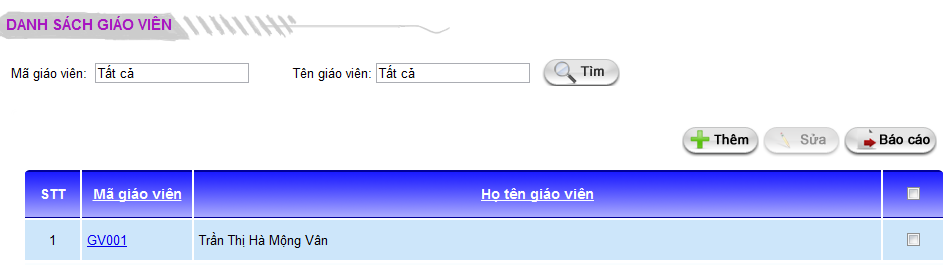 DANH SÁCH GIÁO VIÊN
Mã giáo viên: Tất cả Tên giáo viên: Tất cả Tìm
Thêm Sửa Báo cáo
STT Mã giáo viên Họ tên giáo viên
1 GV001 Trần Thị Hà Mộng Vân